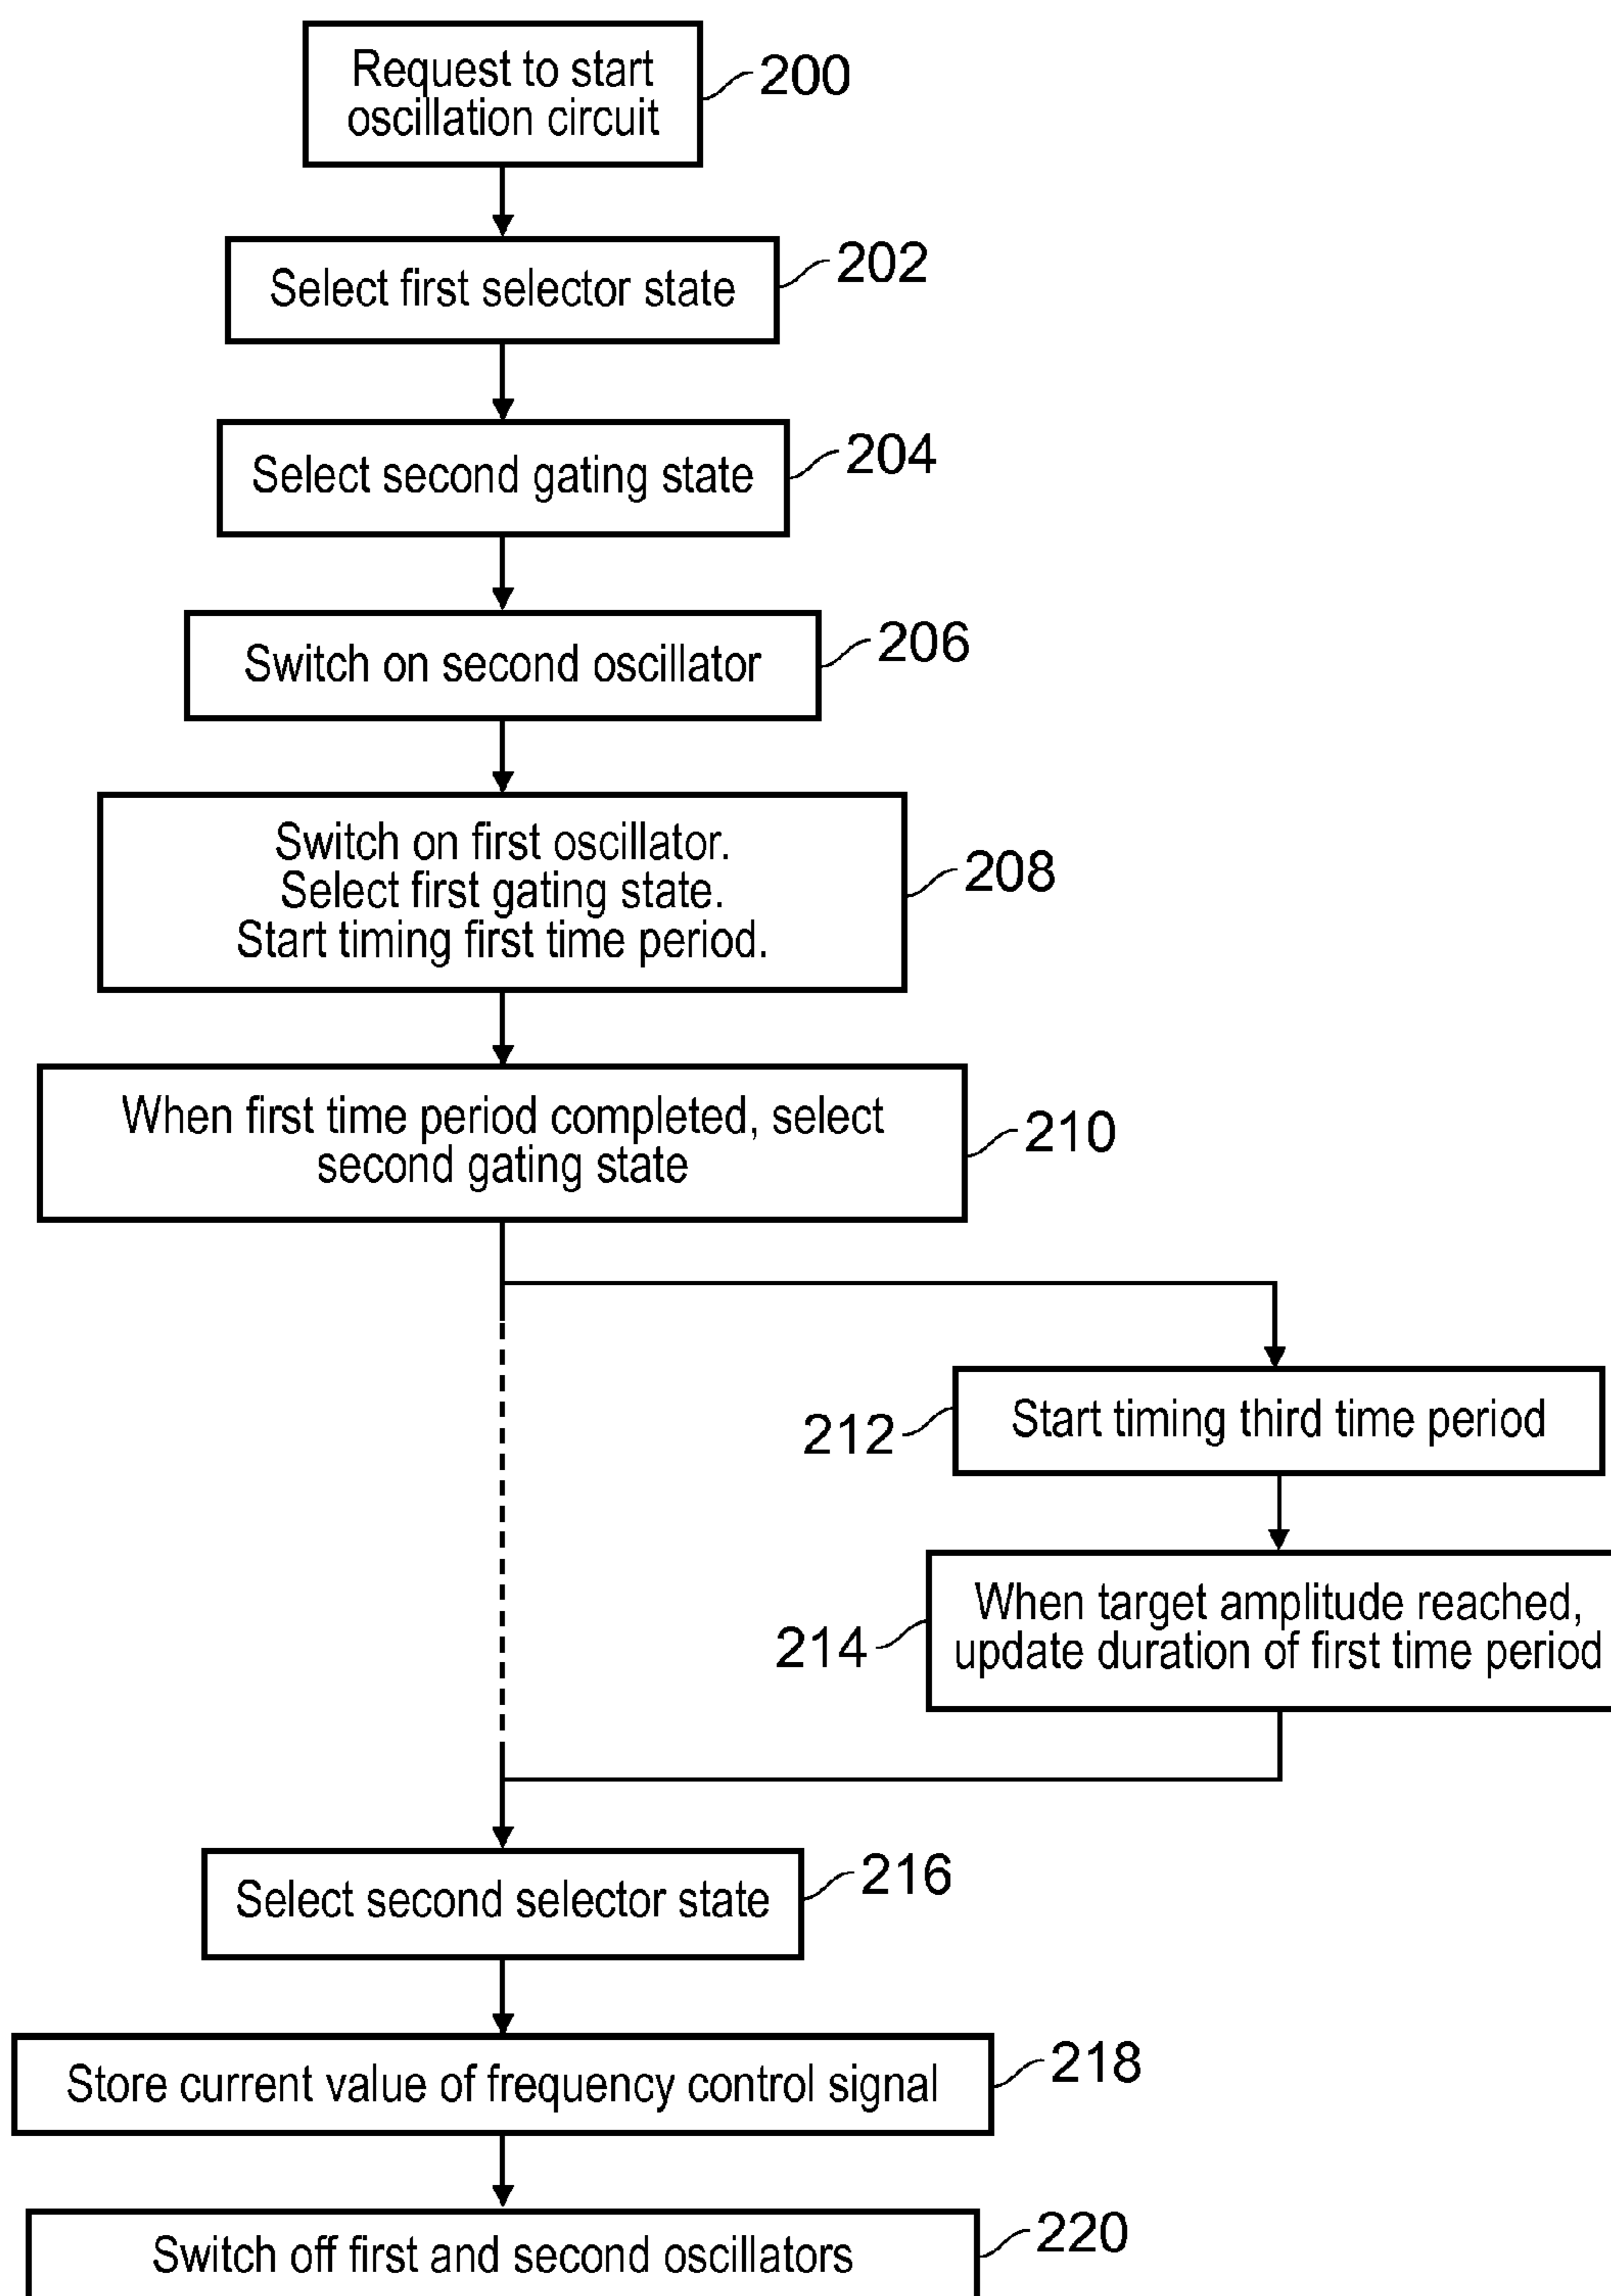 Request to start
oscillation circuit
200
Select first selector state
202
Select second gating state
204
Switch on second oscillator
206
Switch on first oscillator.
Select first gating state.
Start timing first time period.
208
When first time period completed, select
second gating state
210
Start timing third time period
212
When target amplitude reached,
update duration of first time period
214
Select second selector state
216
Store current value of frequency control signal
218
Switch off first and second oscillators
220